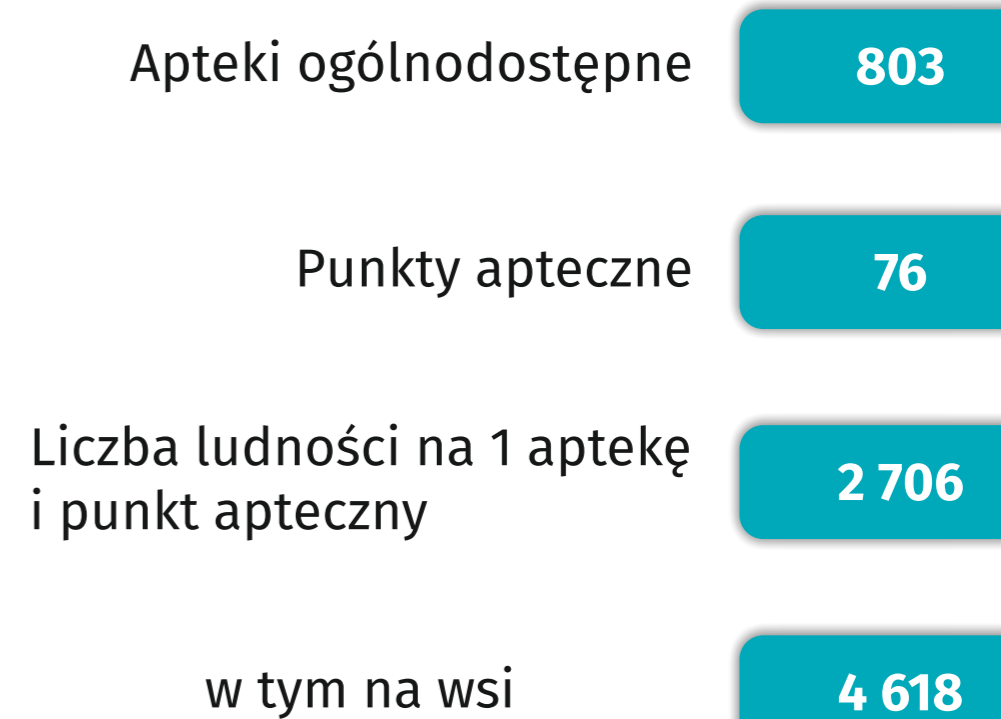 Apteki ogólnodostępne 803
Punkty apteczne 76
Liczba ludności na 1 aptekę
i punkt apteczny 2 706
w tym na wsi 4 618